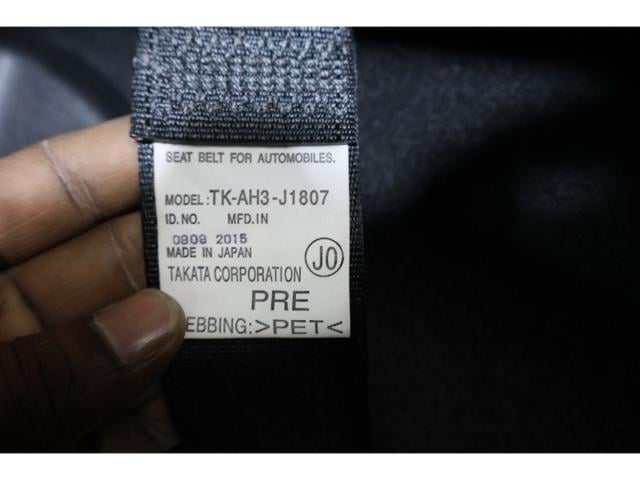 SEAT BELT FOR AUTOMOBILES.
MODEL:TK-AH3-J1807
ID.NO. MFD.IN
0909 2015
MADE IN JAPAN
JO
TAKATA CORPORATION
PRE
EBBING:>PET<